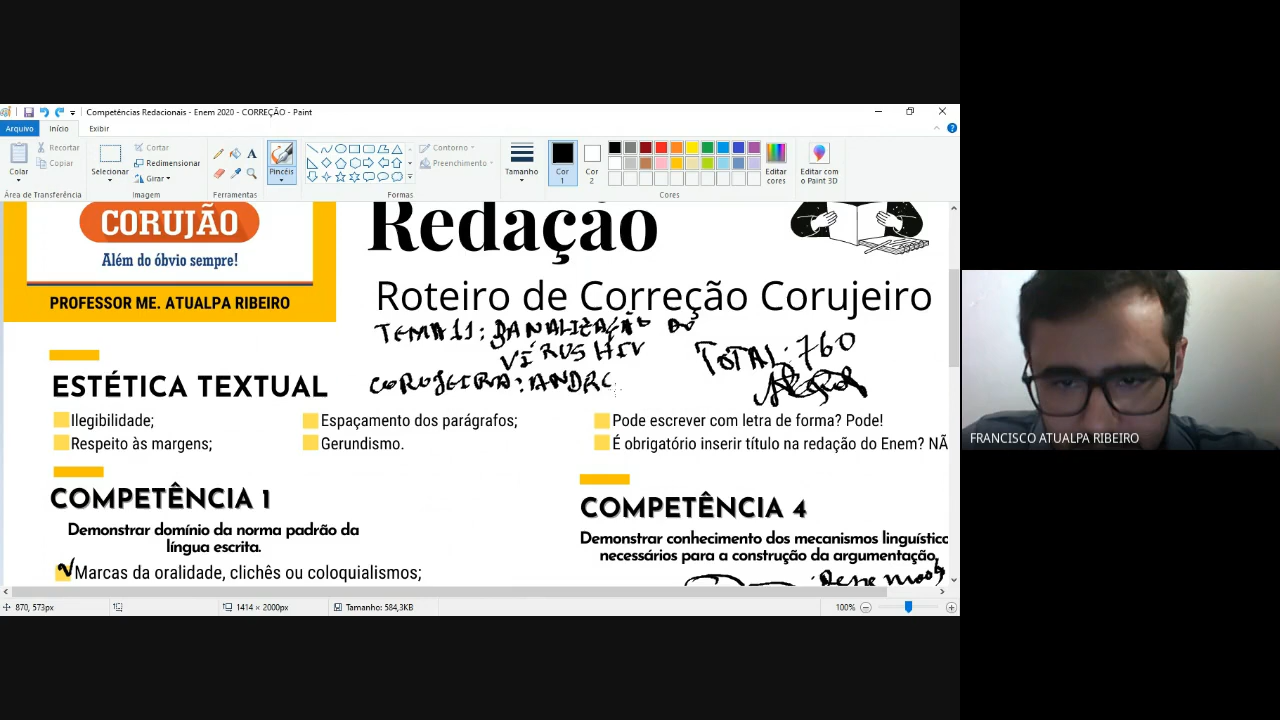 Competências Redacionais - Enem 2020 - CORREÇÃO - Paint
Arquivo Início Exibir
Colar
Recortar
Copiar
Área de Transferência
Selecionar
Cortar
Redimensionar
Girar
Imagem
Ferramentas
Pincéis
Contorno
Preenchimento
Formas
Tamanho
Cor 1
Cor 2
Editar cores
Cores
Editar com o Paint 3D
CORUJÃO
Além do óbvio sempre!
PROFESSOR ME. ATUALPA RIBEIRO
Redação
Roteiro de Correção Corujeiro
TEMA 11: BANALIZAÇÃO DO
VÍRUS HIV
TOTAL: 760
CORUJEIRA: ANDRE
ESTÉTICA TEXTUAL
Ilegibilidade;
Respeito às margens;
Espaçamento dos parágrafos;
Gerundismo.
Pode escrever com letra de forma? Pode!
É obrigatório inserir título na redação do Enem? NÃ
COMPETÊNCIA 1
Demonstrar domínio da norma padrão da
língua escrita.
Marcas da oralidade, clichês ou coloquialismos;
COMPETÊNCIA 4
Demonstrar conhecimento dos mecanismos linguístic
necessários para a construção da argumentação.
870, 573px
1414 × 2000px
Tamanho: 584,3KB
100%
FRANCISCO ATUALPA RIBEIRO